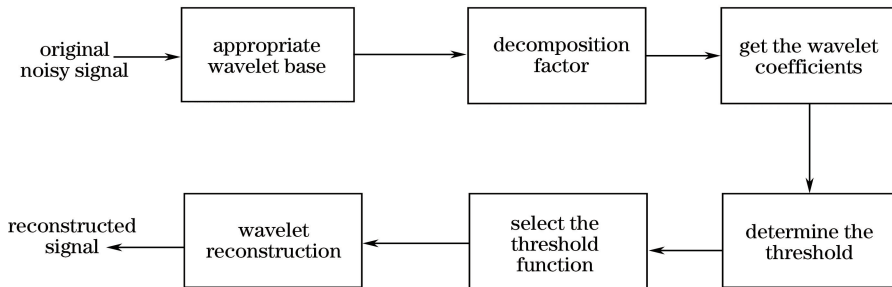 original
noisy signal
appropriate
wavelet base
decomposition
factor
get the wavelet
coefficients
determine the
threshold
select the
threshold
function
wavelet
reconstruction
reconstructed
signal